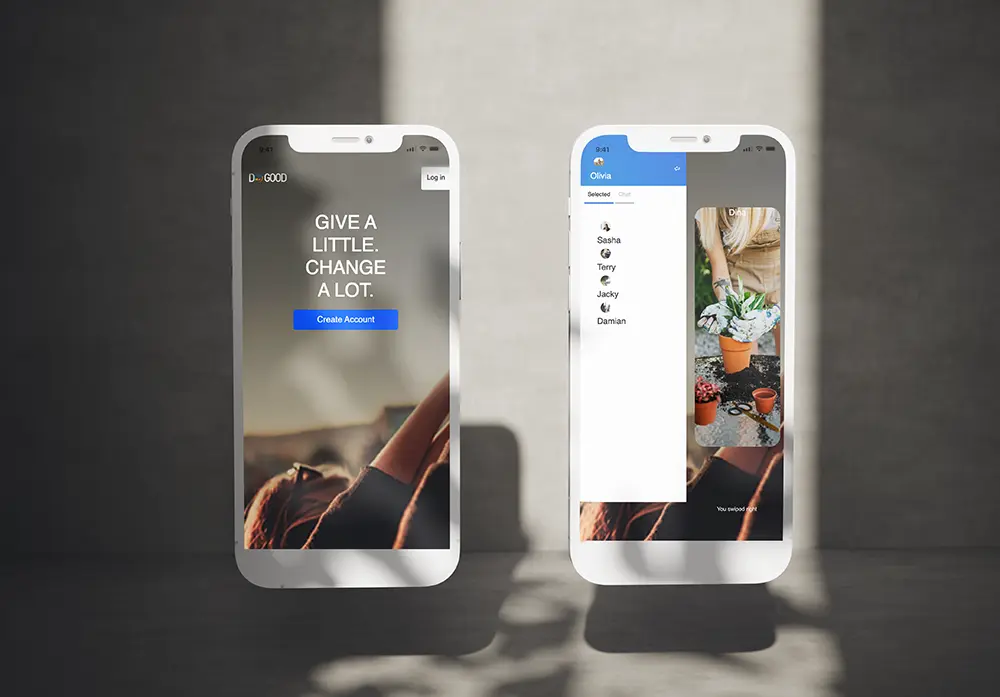 9:41
D GOOD
Log in
GIVE A
LITTLE.
CHANGE
A LOT.
Create Account
9:41
Olivia
Selected Chat
Sasha
Terry
Jacky
Damian
Dina
You swiped right